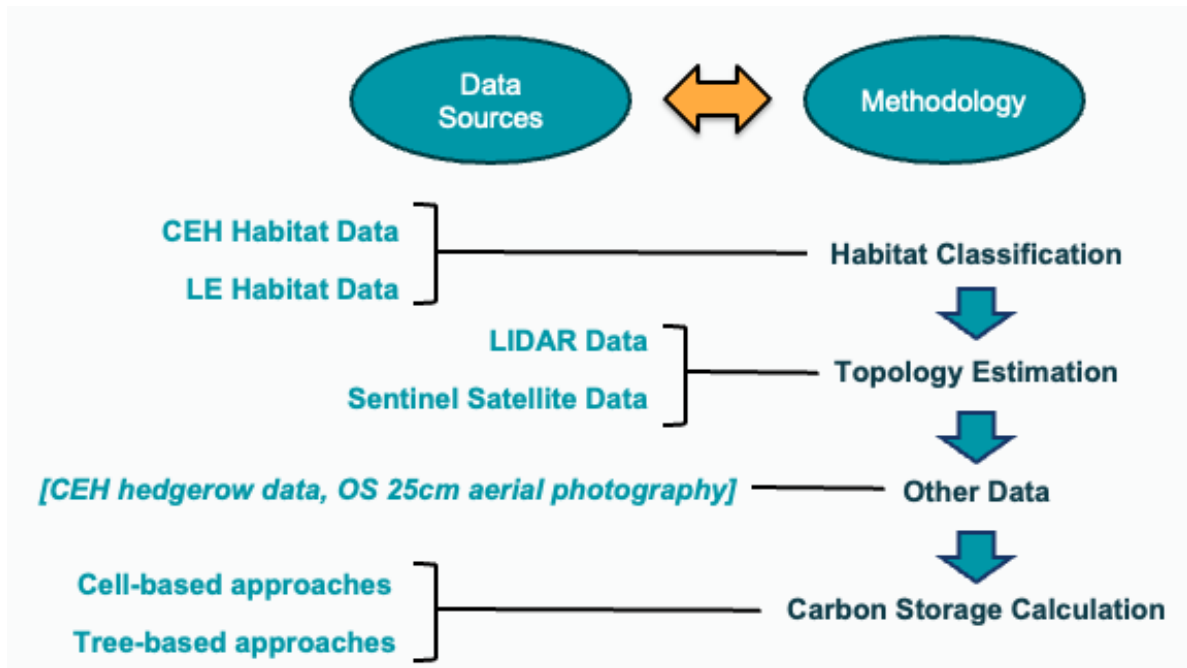 Data
Sources
Methodology
CEH Habitat Data
LE Habitat Data
Habitat Classification
LIDAR Data
Sentinel Satellite Data
Topology Estimation
[CEH hedgerow data, OS 25cm aerial photography]
Other Data
Cell-based approaches
Tree-based approaches
Carbon Storage Calculation